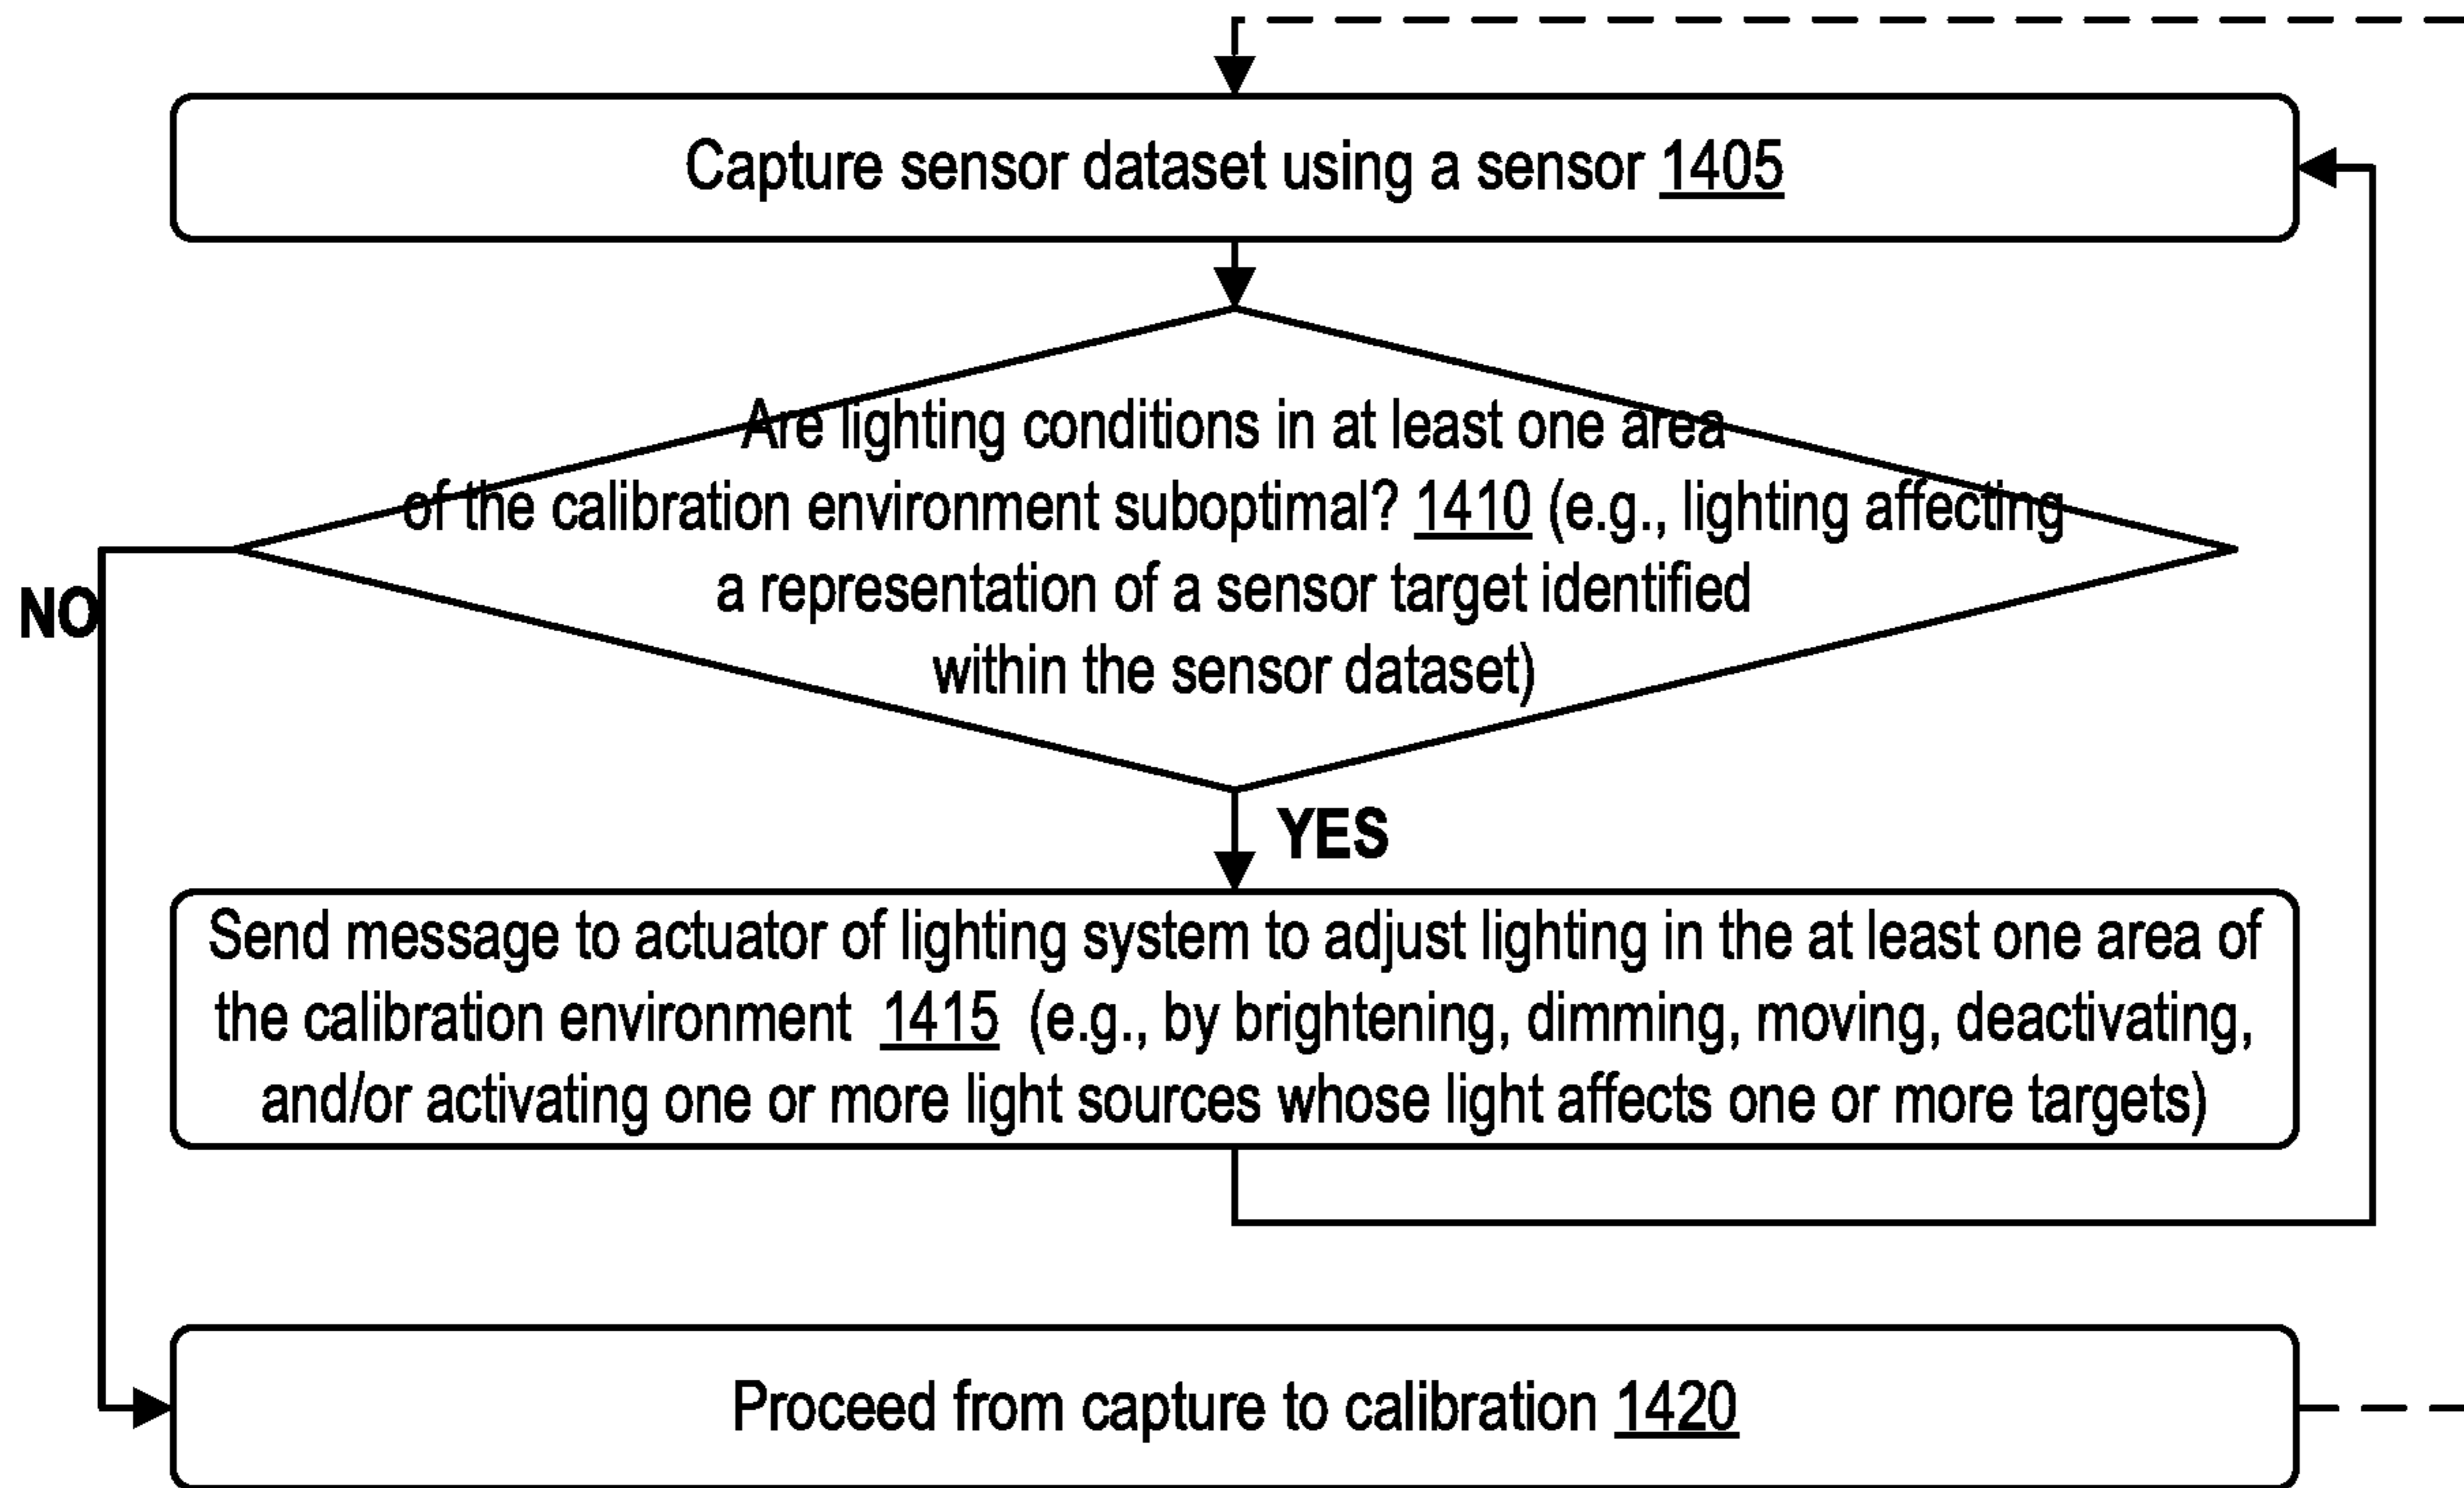 Capture sensor dataset using a sensor 1405
Are lighting conditions in at least one area
of the calibration environment suboptimal? 1410 (e.g., lighting affecting
a representation of a sensor target identified
within the sensor dataset)
NO
YES
Send message to actuator of lighting system to adjust lighting in the at least one area of
the calibration environment 1415 (e.g., by brightening, dimming, moving, deactivating,
and/or activating one or more light sources whose light affects one or more targets)
Proceed from capture to calibration 1420